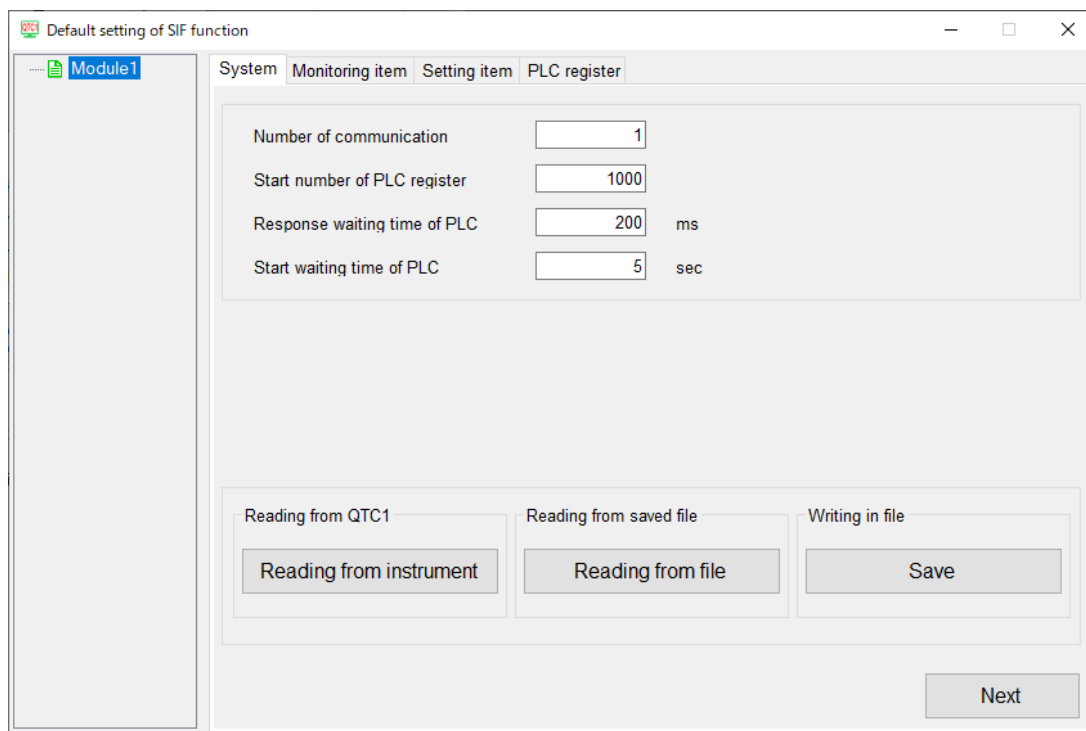 QTC1 Default setting of SIF function
Module1
System Monitoring item Setting item PLC register
Number of communication 1
Start number of PLC register 1000
Response waiting time of PLC 200 ms
Start waiting time of PLC 5 sec
Reading from QTC1 Reading from saved file Writing in file
Reading from instrument Reading from file Save
Next